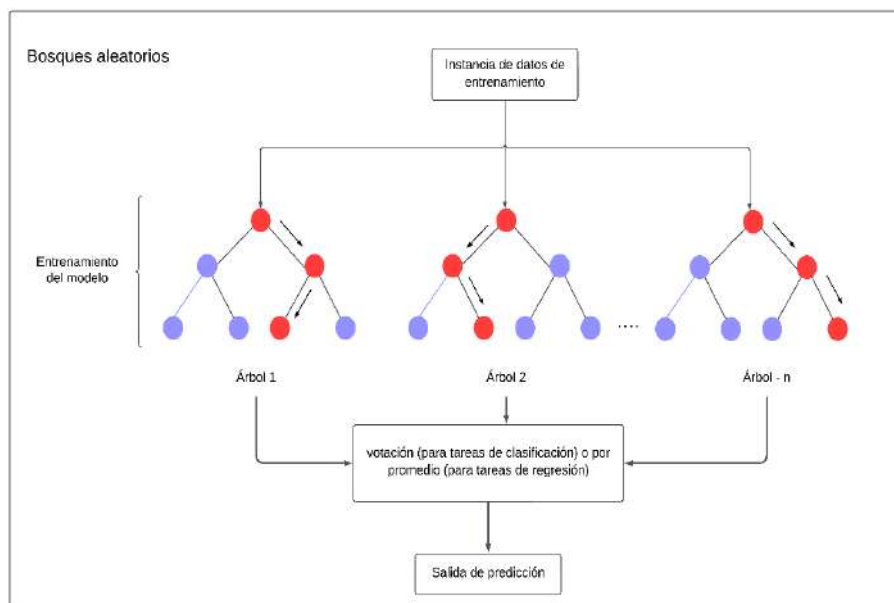 Bosques aleatorios
Instancia de datos de
entrenamiento
Entrenamiento
del modelo
....
Árbol 1
Árbol 2
Árbol - n
votación (para tareas de clasificación) o por
promedio (para tareas de regresión)
Salida de predicción